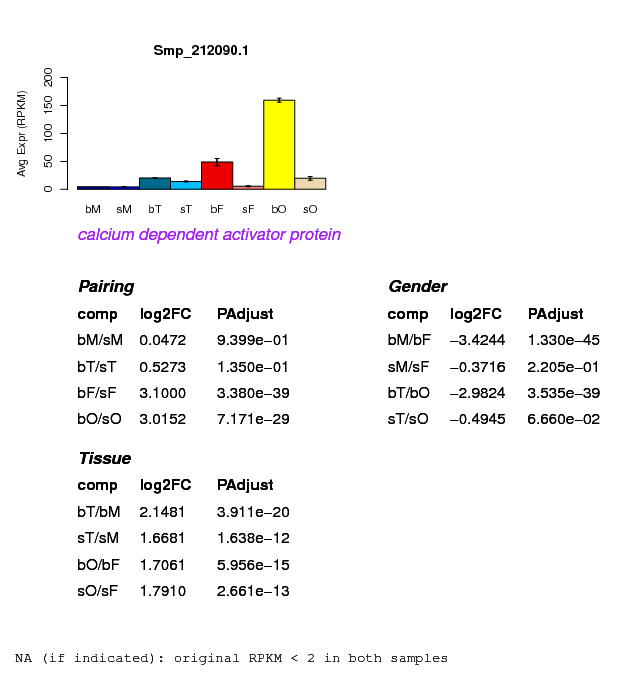 Smp_212090.1
Avg Expr (RPKM)
0 50 100 150 200
bM sM bT sT bF sF bO sO
calcium dependent activator protein
Pairing
comp log2FC PAdjust
bM/sM 0.0472 9.399e−01
bT/sT 0.5273 1.350e−01
bF/sF 3.1000 3.380e−39
bO/sO 3.0152 7.171e−29
Gender
comp log2FC PAdjust
bM/bF −3.4244 1.330e−45
sM/sF −0.3716 2.205e−01
bT/bO −2.9824 3.535e−39
sT/sO −0.4945 6.660e−02
Tissue
comp log2FC PAdjust
bT/bM 2.1481 3.911e−20
sT/sM 1.6681 1.638e−12
bO/bF 1.7061 5.956e−15
sO/sF 1.7910 2.661e−13
NA (if indicated): original RPKM < 2 in both samples